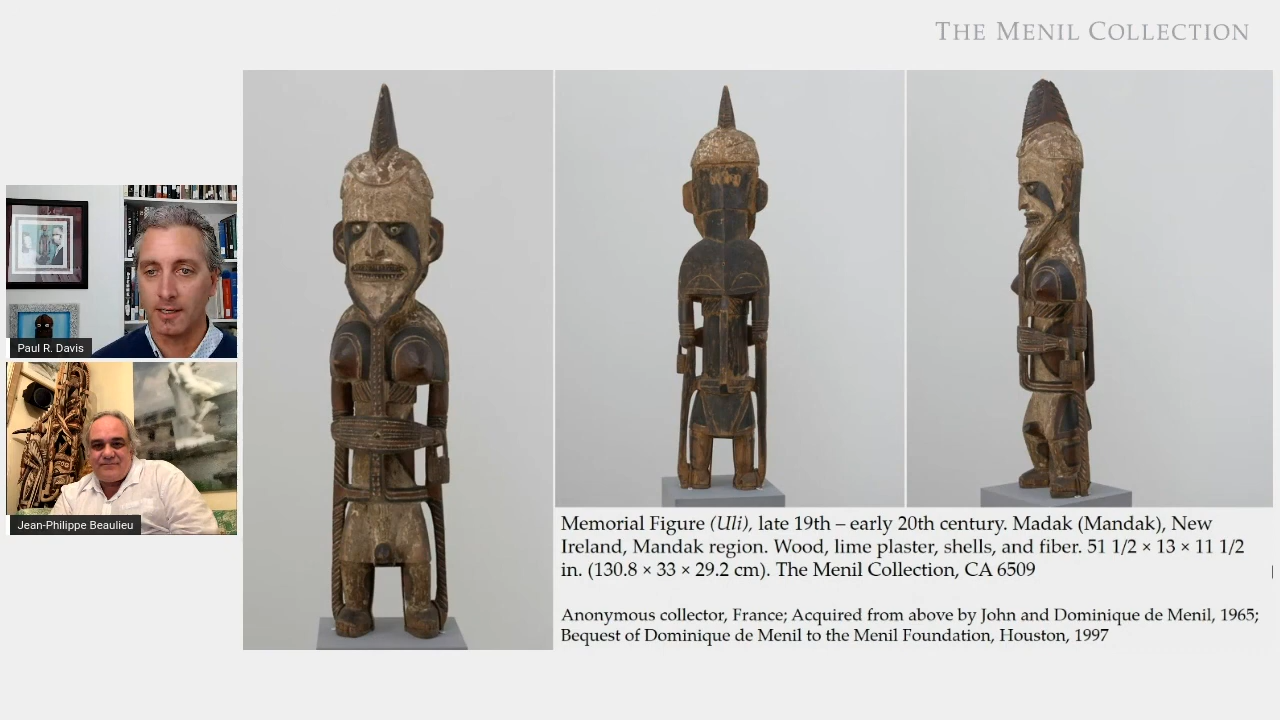 THE MENIL COLLECTION
Paul R. Davis
Jean-Philippe Beaulieu
Memorial Figure (Uli), late 19th – early 20th century. Madak (Mandak), New
Ireland, Mandak region. Wood, lime plaster, shells, and fiber. 51 1/2 × 13 × 11 1/2
in. (130.8 × 33 × 29.2 cm). The Menil Collection, CA 6509
Anonymous collector, France; Acquired from above by John and Dominique de Menil, 1965;
Bequest of Dominique de Menil to the Menil Foundation, Houston, 1997